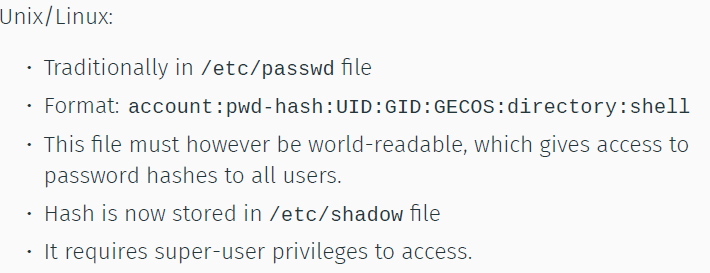 Unix/Linux:
• Traditionally in /etc/passwd file
• Format: account:pwd-hash:UID:GID:GECOS:directory:shell
• This file must however be world-readable, which gives access to
password hashes to all users.
• Hash is now stored in /etc/shadow file
• It requires super-user privileges to access.